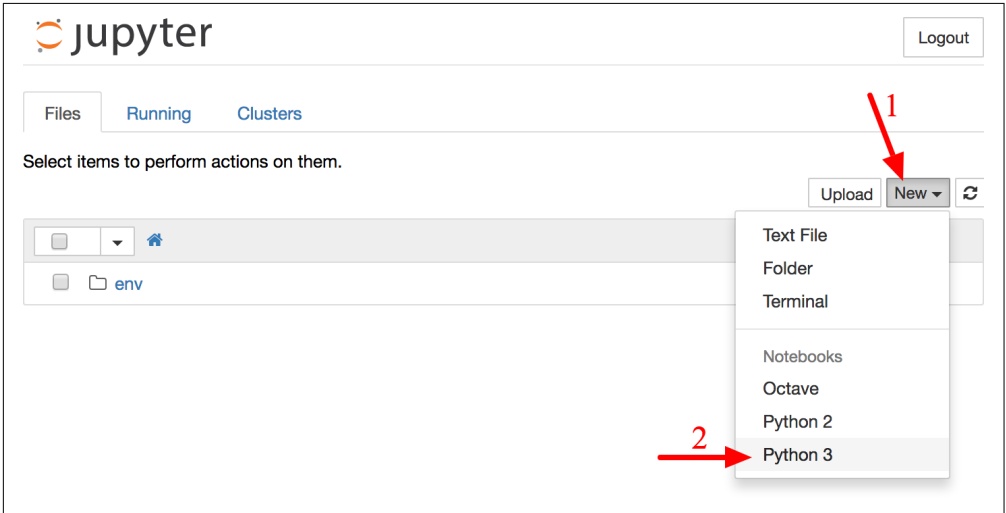 jupyter
Logout
Files Running Clusters
1
Select items to perform actions on them.
Upload New
Text File
env
Folder
Terminal
Notebooks
Octave
Python 2
2
Python 3